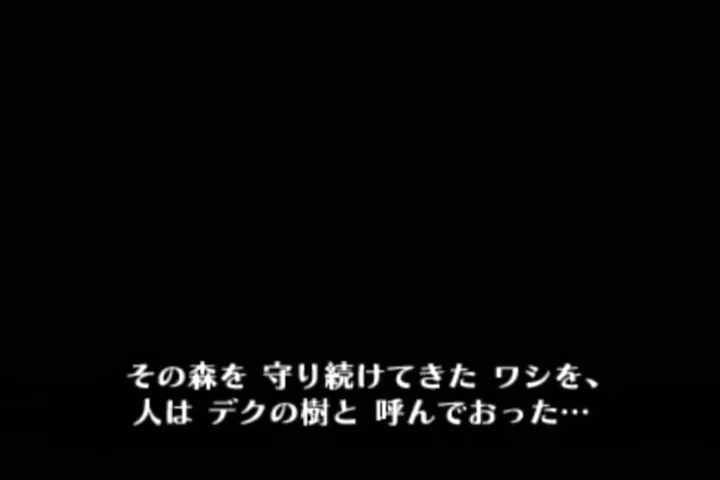 その森を 守り続けてきた ワシを、
人は デクの樹と 呼んでおった…